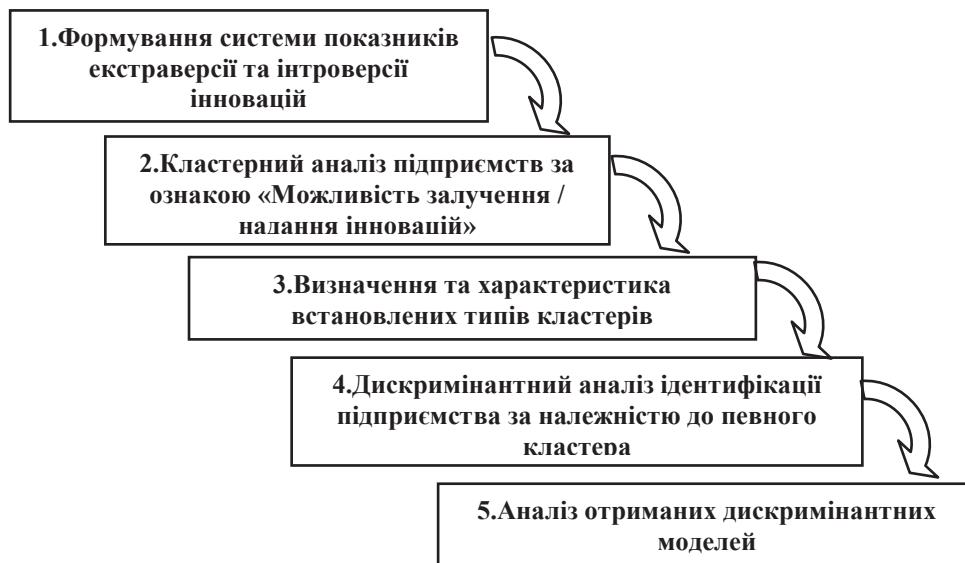 1.Формування системи показників
екстраверсії та інтроверсії
інновацій
2.Кластерний аналіз підприємств за
ознакою «Можливість залучення /
надання інновацій»
3.Визначення та характеристика
встановлених типів кластерів
4.Дискримінантний аналіз ідентифікації
підприємства за належністю до певного
кластера
5.Аналіз отриманих дискримінантних
моделей